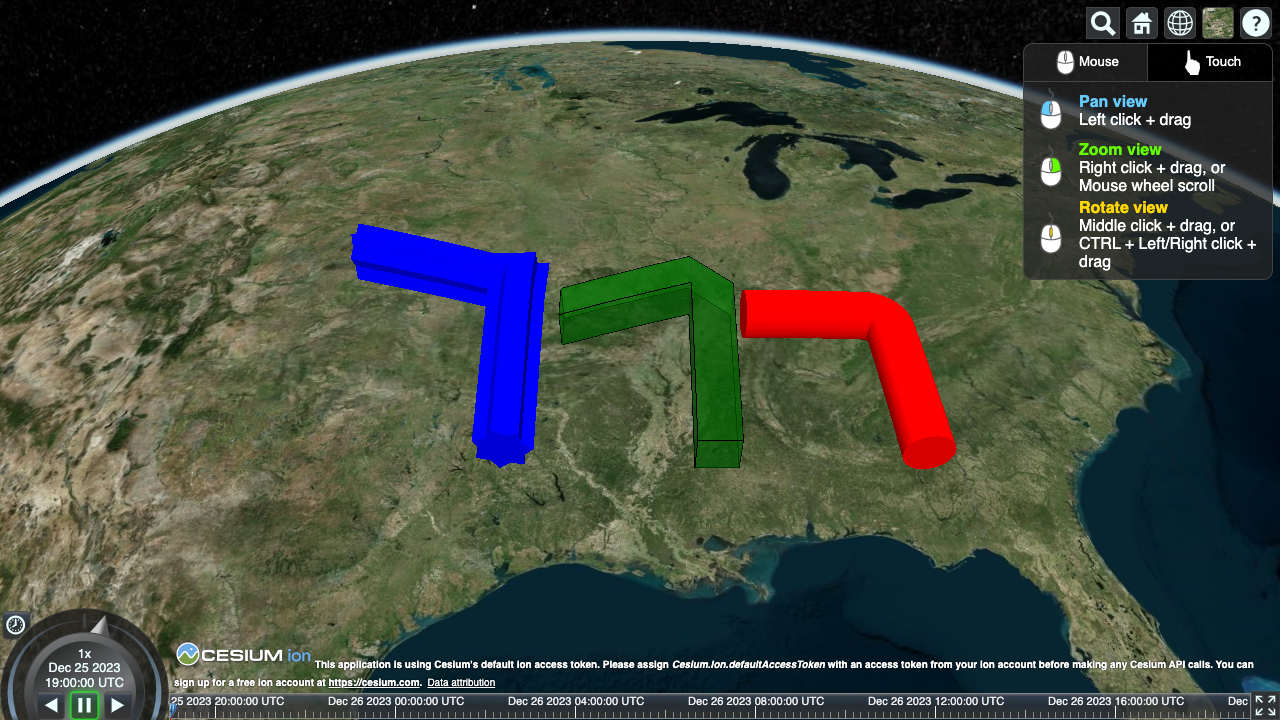 Mouse
Touch
Pan view
Left click + drag
Zoom view
Right click + drag, or
Mouse wheel scroll
Rotate view
Middle click + drag, or
CTRL + Left/Right click +
drag
1x
Dec 25 2023
19:00:00 UTC
CESIUM ion This application is using Cesium's default ion access token. Please assign Cesium.Ion.defaultAccessToken with an access token from your ion account before making any Cesium API calls. You can
sign up for a free ion account at https://cesium.com. Data attribution
25 2023 20:00:00 UTC Dec 26 2023 00:00:00 UTC Dec 26 2023 04:00:00 UTC Dec 26 2023 08:00:00 UTC Dec 26 2023 12:00:00 UTC Dec 26 2023 16:00:00 UTC Dec